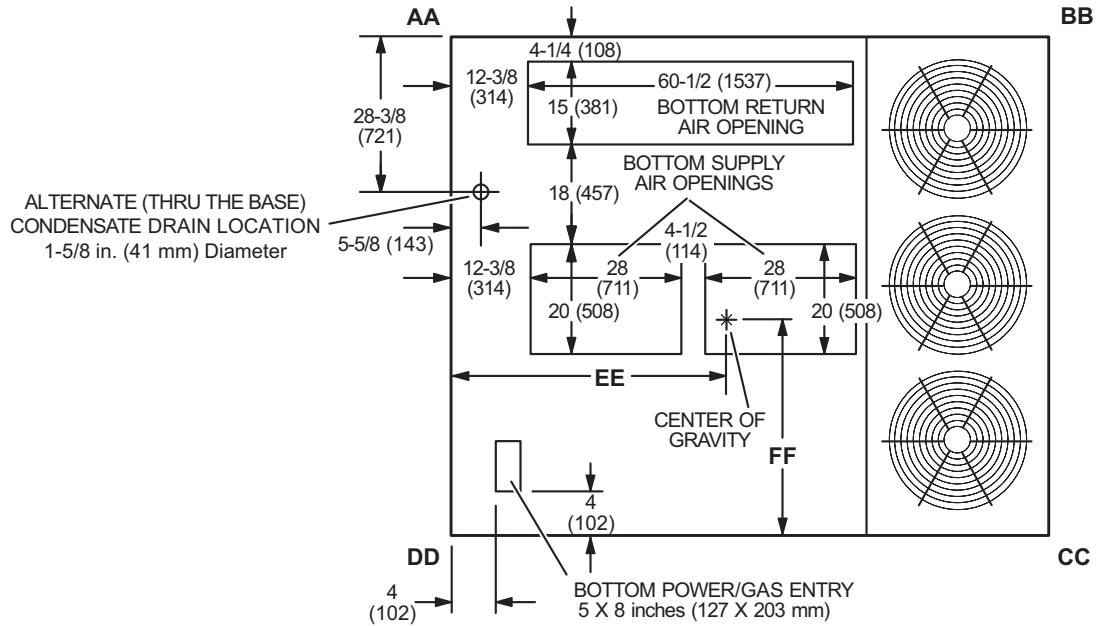 AA
BB
4-1/4 (108)
12-3/8
(314)
60-1/2 (1537)
15 (381)
BOTTOM RETURN
AIR OPENING
28-3/8
(721)
BOTTOM SUPPLY
AIR OPENINGS
18 (457)
ALTERNATE (THRU THE BASE)
CONDENSATE DRAIN LOCATION
1-5/8 in. (41 mm) Diameter
5-5/8 (143)
4-1/2
(114)
12-3/8
(314)
28
(711)
28
(711)
20 (508)
20 (508)
EE
CENTER OF
GRAVITY
FF
4
(102)
DD
CC
4
(102)
BOTTOM POWER/GAS ENTRY
5 X 8 inches (127 X 203 mm)